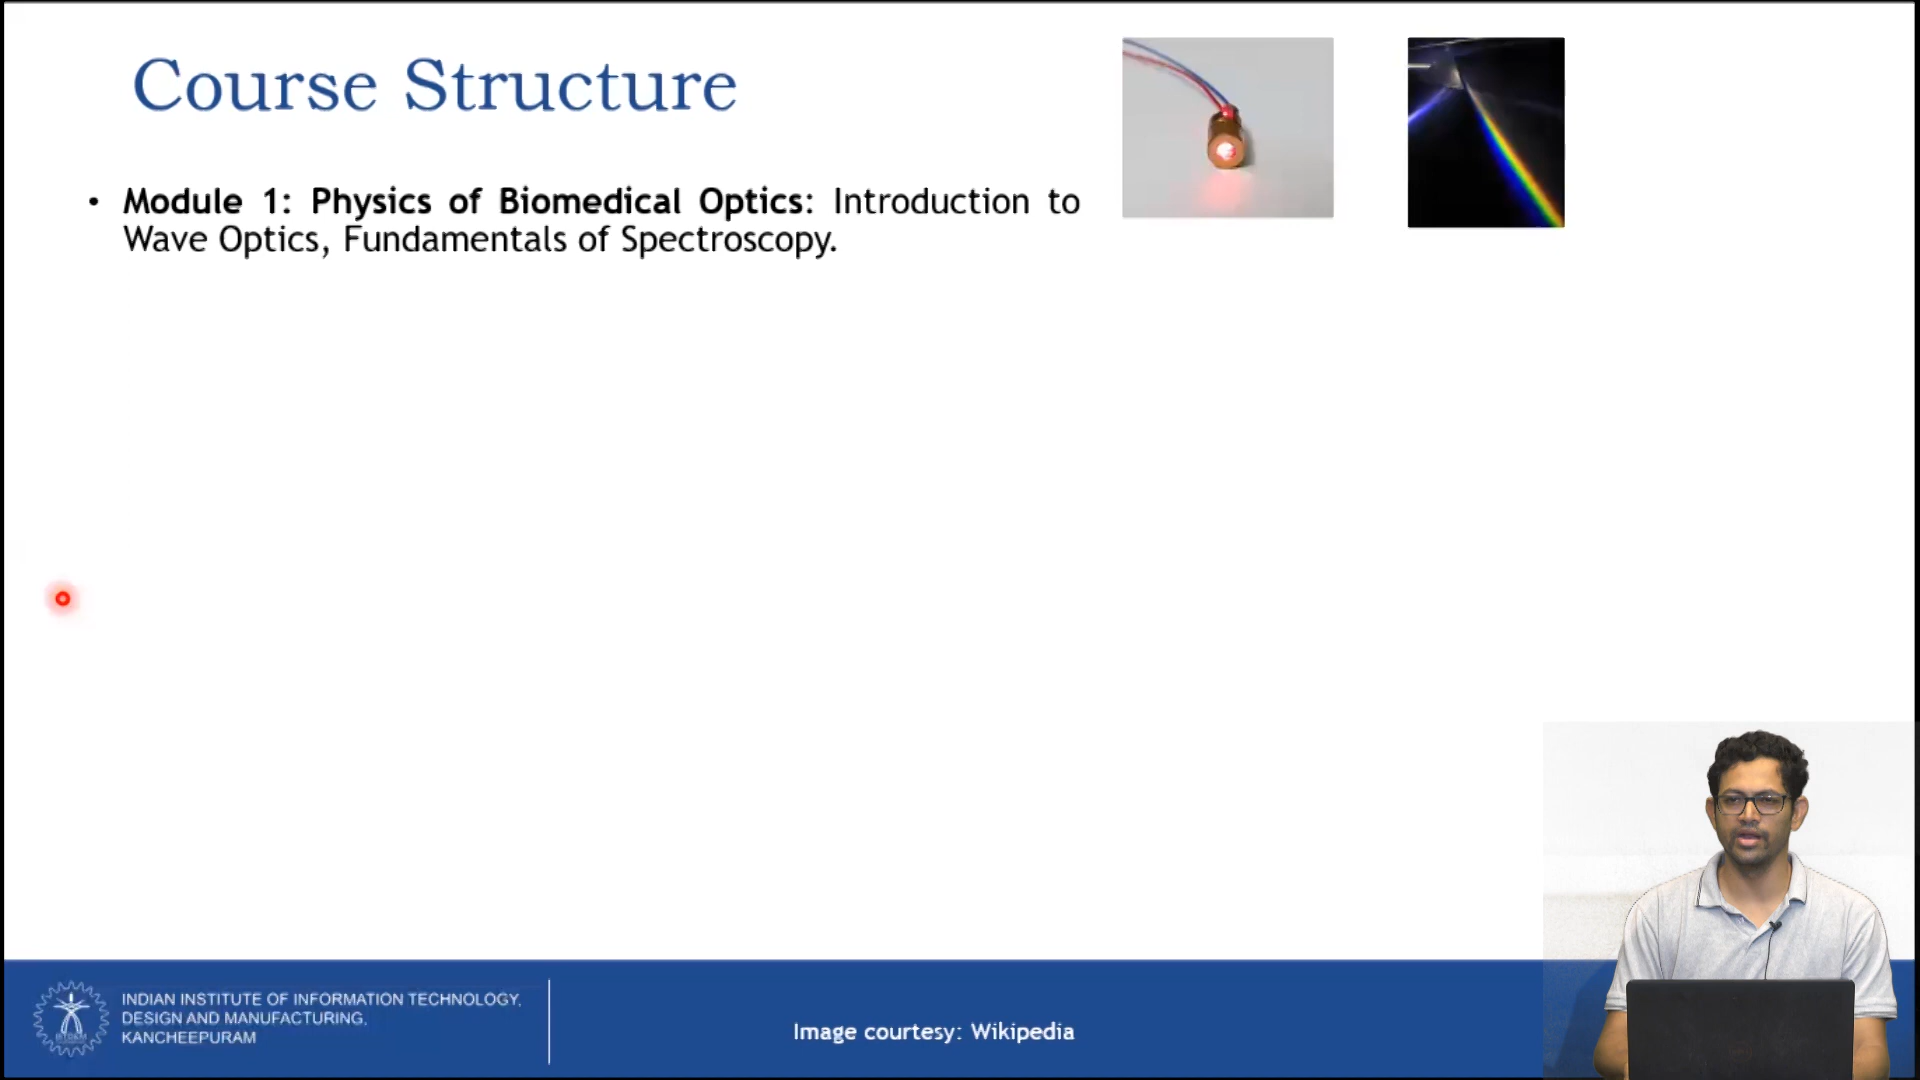 Course Structure
• Module 1: Physics of Biomedical Optics: Introduction to
Wave Optics, Fundamentals of Spectroscopy.
INDIAN INSTITUTE OF INFORMATION TECHNOLOGY,
DESIGN AND MANUFACTURING,
KANCHEEPURAM
Image courtesy: Wikipedia